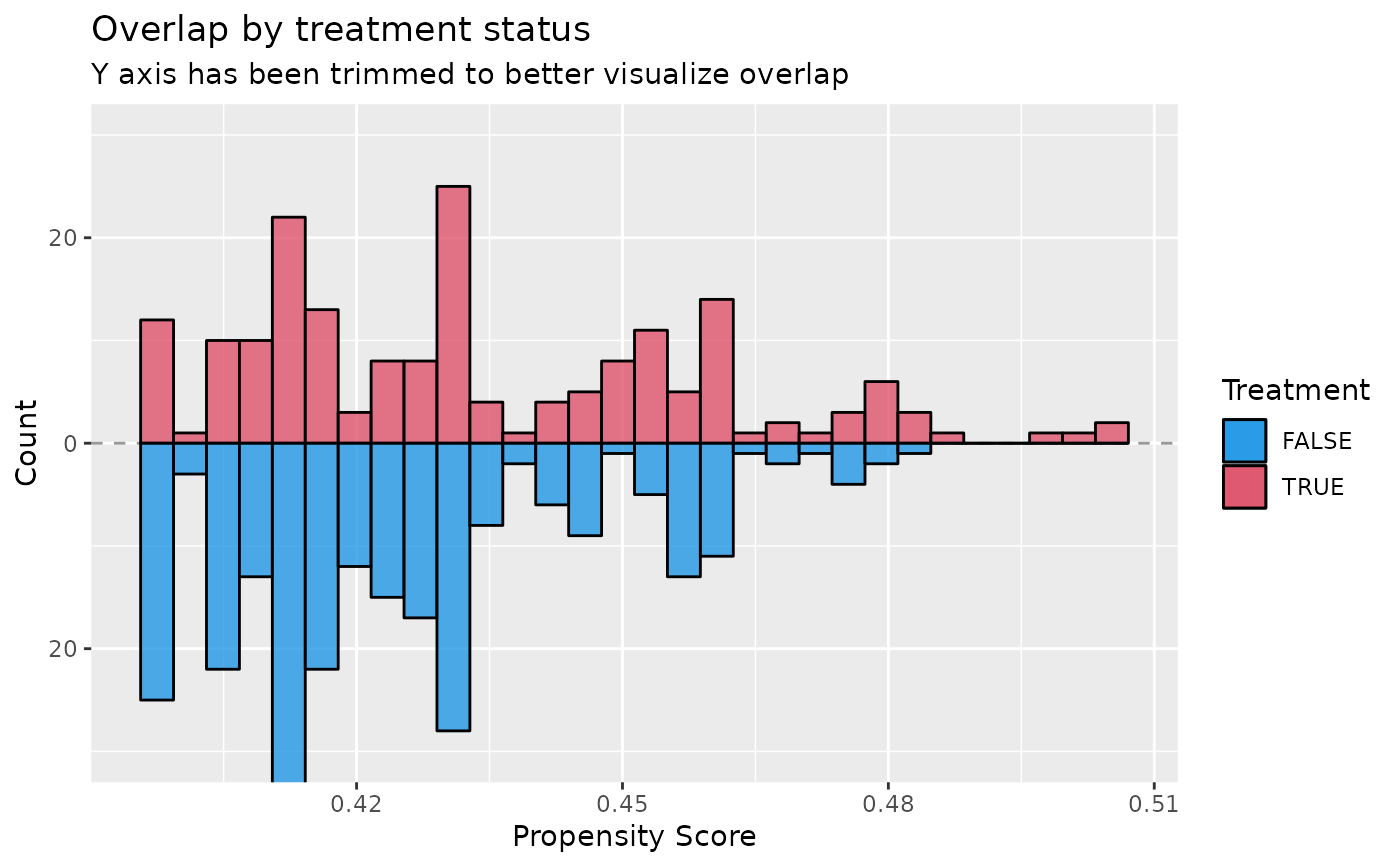 Overlap by treatment status
Y axis has been trimmed to better visualize overlap
Count
20
0
20
0.42
0.45
0.48
0.51
Propensity Score
Treatment
FALSE
TRUE